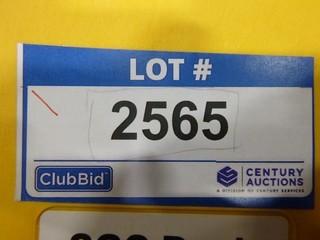 LOT #
2565
ClubBid
CENTURY
AUCTIONS
A DIVISION OF CENTURY SERVICES